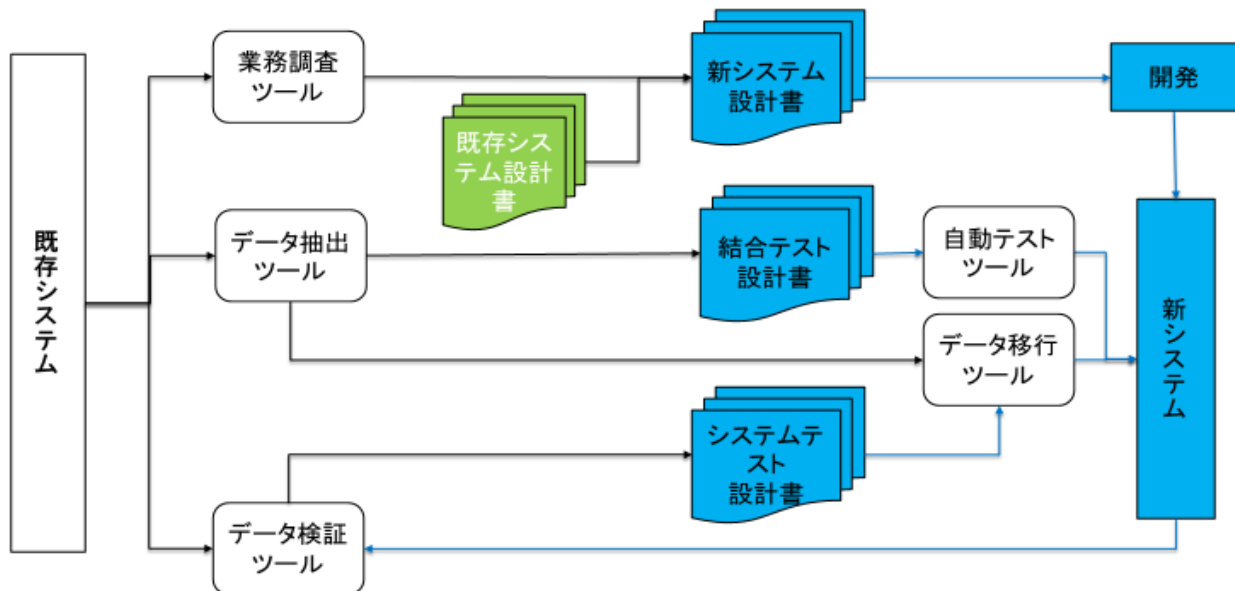 既存システム
業務調査
ツール
既存シス
テム設計
書
新システム
設計書
開発
データ抽出
ツール
結合テスト
設計書
自動テスト
ツール
データ移行
ツール
新システム
システムテ
スト
設計書
データ検証
ツール